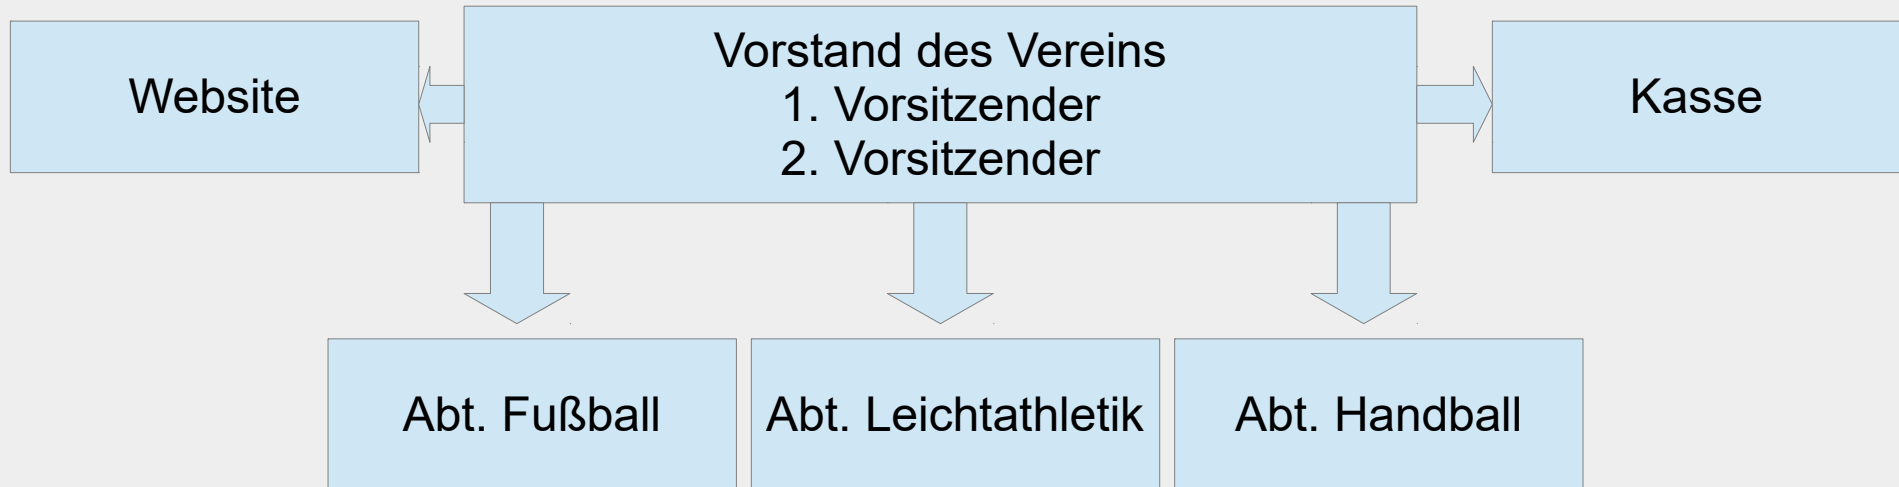 Website
Vorstand des Vereins
1. Vorsitzender
2. Vorsitzender
Kasse
Abt. Fußball
Abt. Leichtathletik
Abt. Handball